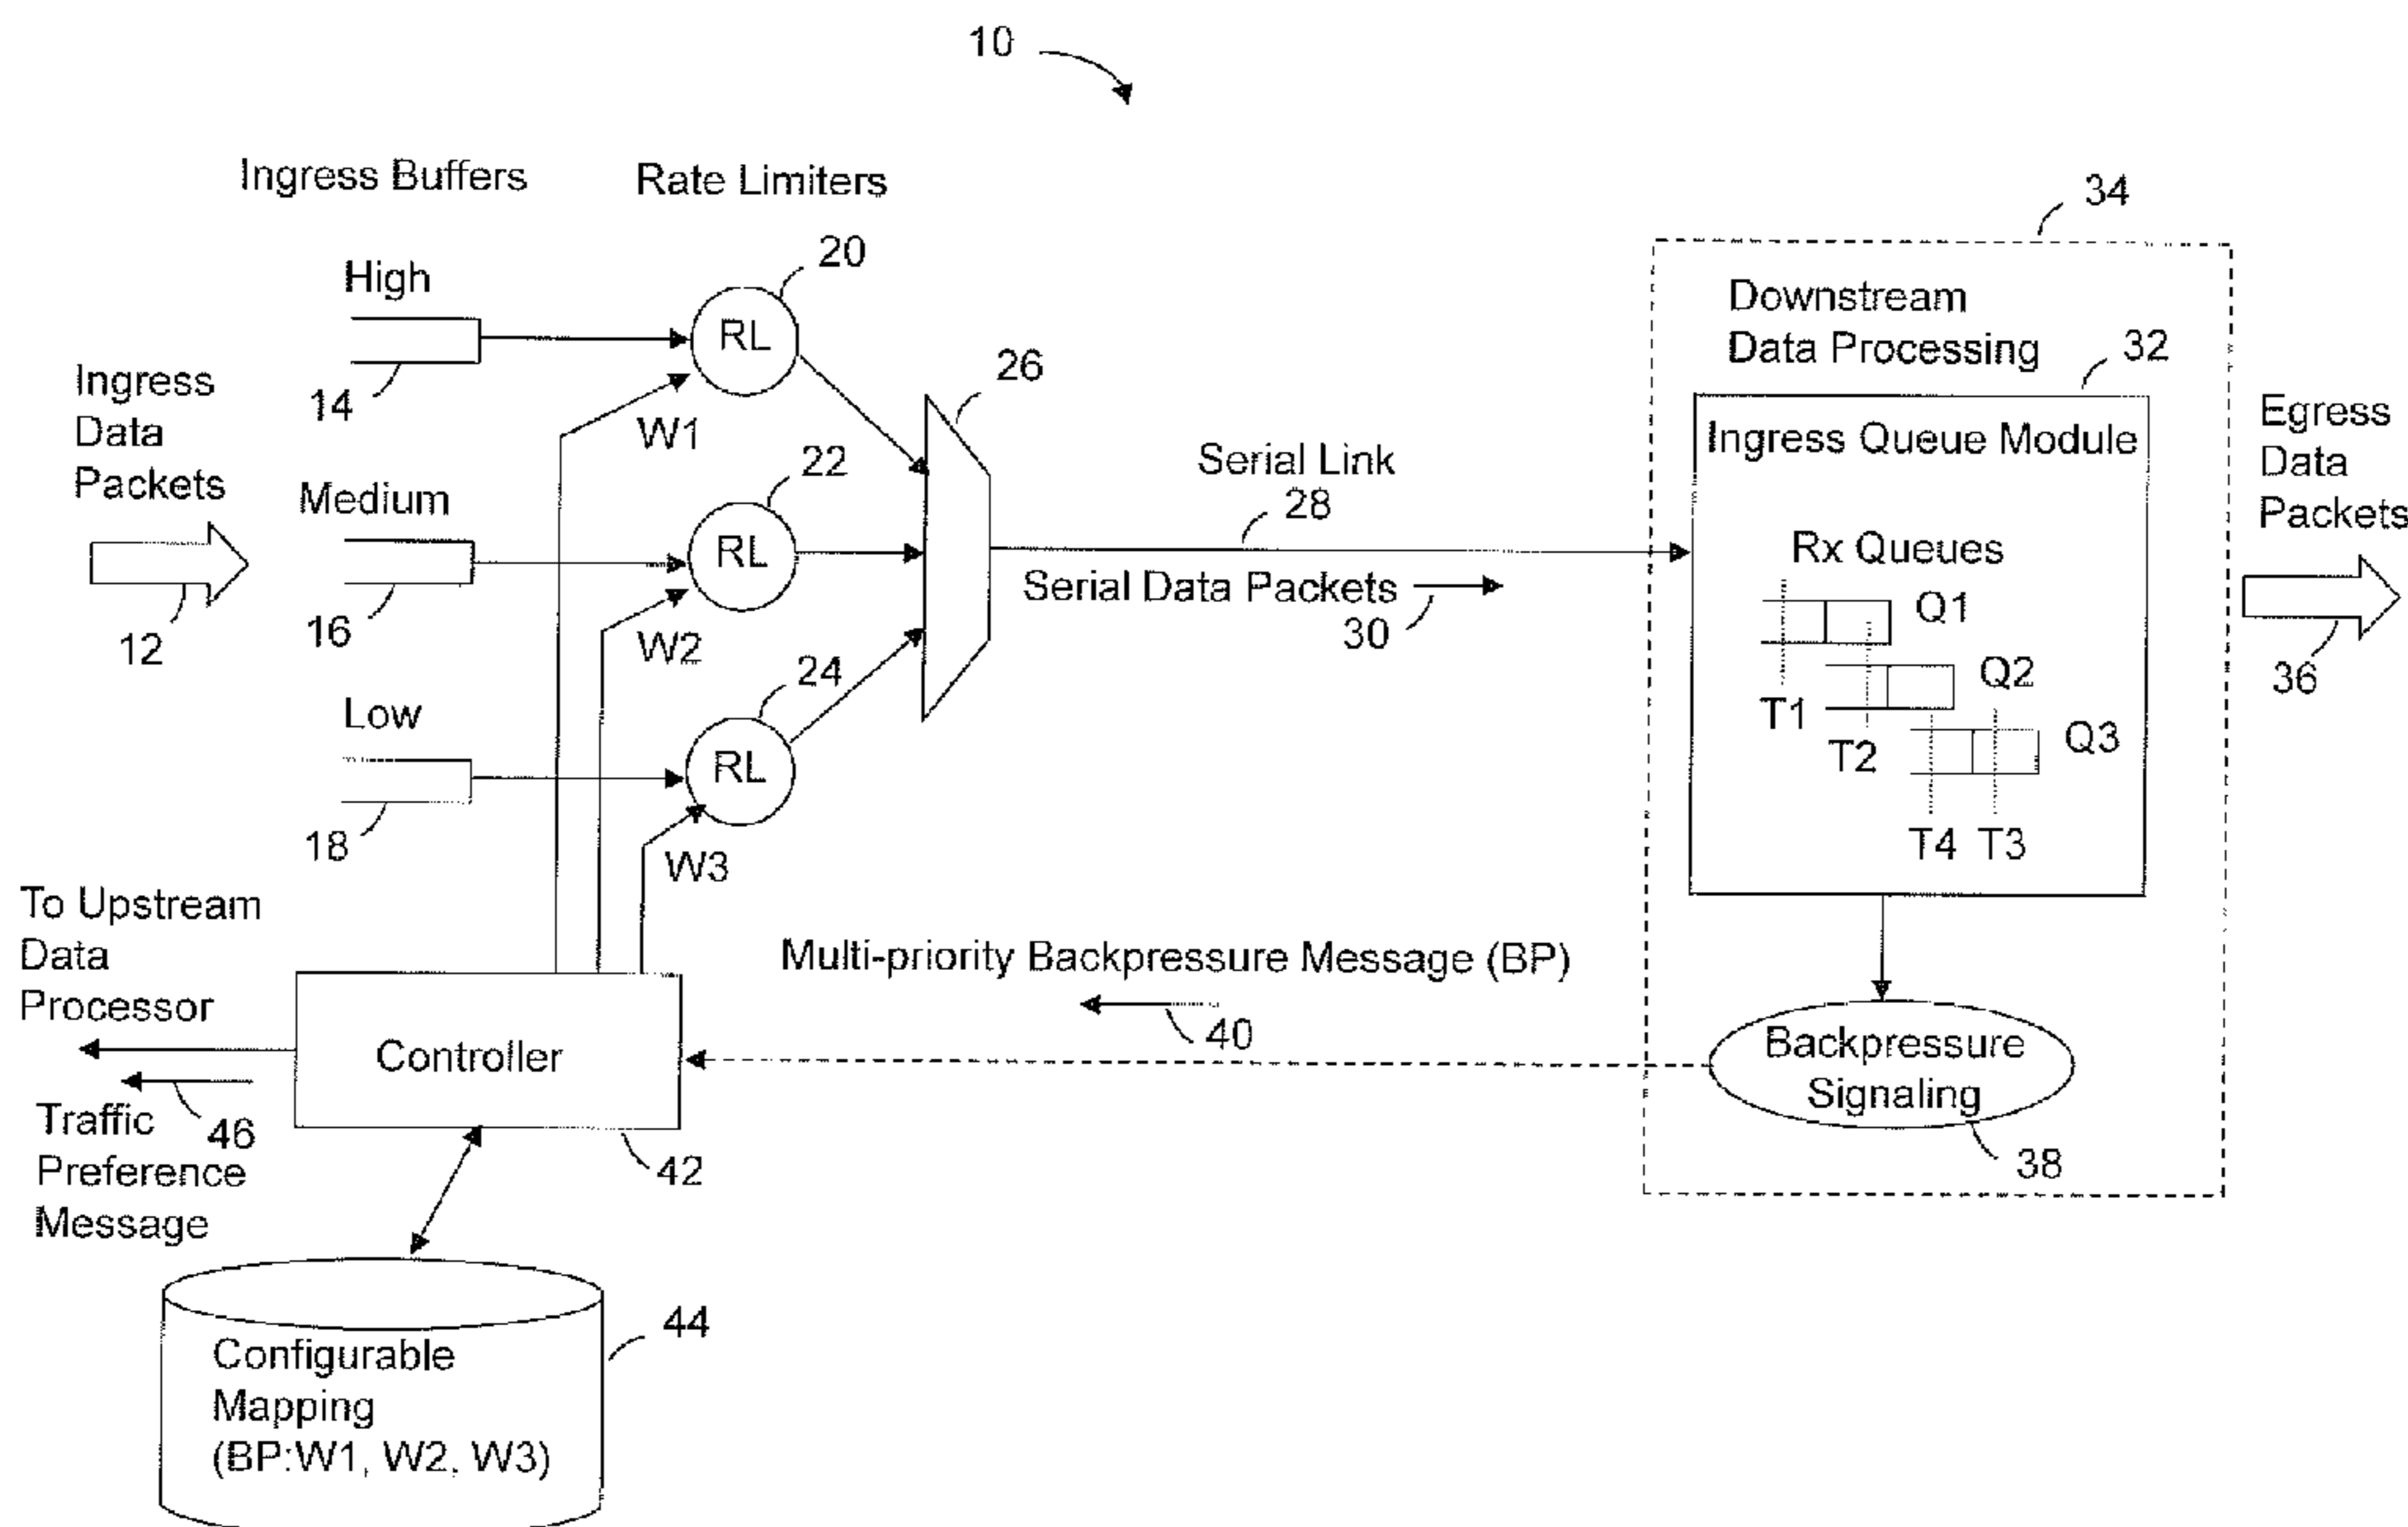 10
Ingress Buffers
Rate Limiters
34
20
High
RL
Downstream
Data Processing
32
14
26
Ingress
Data
Packets
W1
Ingress Queue Module
Egress
Data
Packets
22
Serial Link
28
Medium
RL
Rx Queues
Serial Data Packets
30
Q1
12
16
W2
24
Q2
36
Low
T1
T2
Q3
RL
18
W3
T4 T3
To Upstream
Data
Processor
Multi-priority Backpressure Message (BP)
40
Controller
Backpressure
Signaling
Traffic
Preference
Message
46
42
38
44
Configurable
Mapping
(BP:W1, W2, W3)